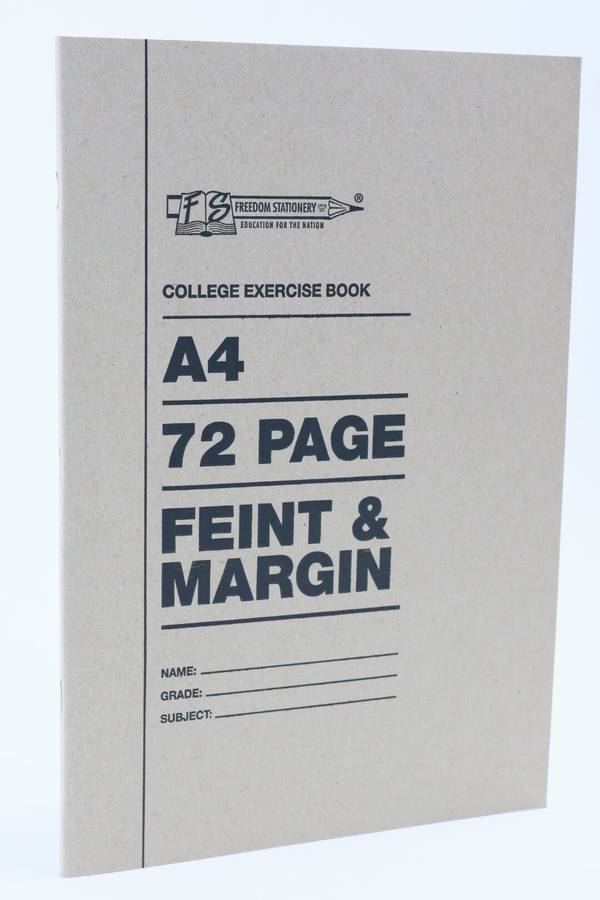 FS FREEDOM STATIONERY
®
EDUCATION FOR THE NATION
COLLEGE EXERCISE BOOK
A4
72 PAGE
FEINT &
MARGIN
NAME:
GRADE:
SUBJECT: